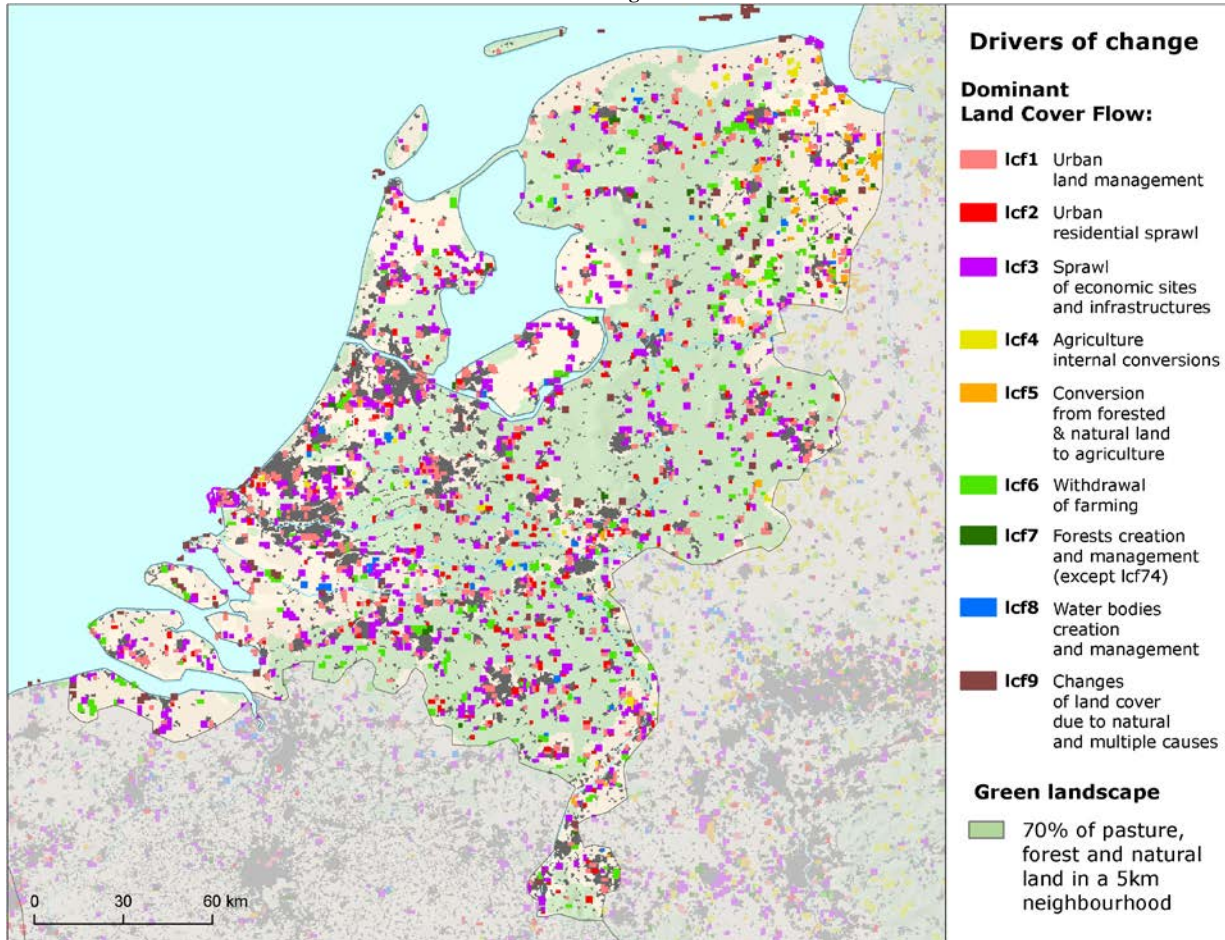 Drivers of change
Dominant
Land Cover Flow:
lcf1 Urban
land management
lcf2 Urban
residential sprawl
lcf3 Sprawl
of economic sites
and infrastructures
lcf4 Agriculture
internal conversions
lcf5 Conversion
from forested
& natural land
to agriculture
lcf6 Withdrawal
of farming
lcf7 Forests creation
and management
(except lcf74)
lcf8 Water bodies
creation
and management
lcf9 Changes
of land cover
due to natural
and multiple causes
Green landscape
70% of pasture,
forest and natural
land in a 5km
neighbourhood
0 30 60 km